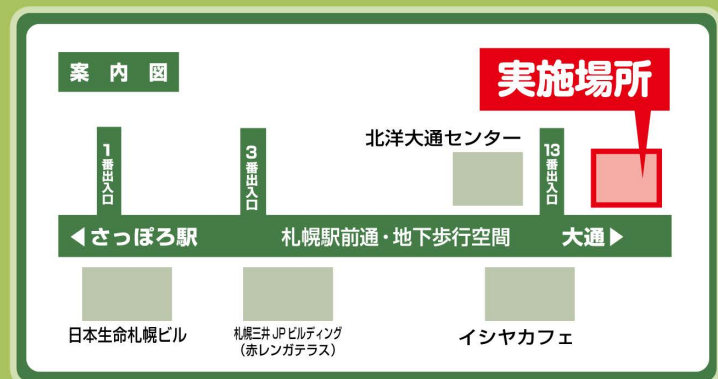 案内図
実施場所
北洋大通センター
1番出入口
3番出入口
13番出入口
◀さっぽろ駅
札幌駅前通・地下歩行空間
大通▶
日本生命札幌ビル
札幌三井JPビルディング
（赤レンガテラス）
イシヤカフェ